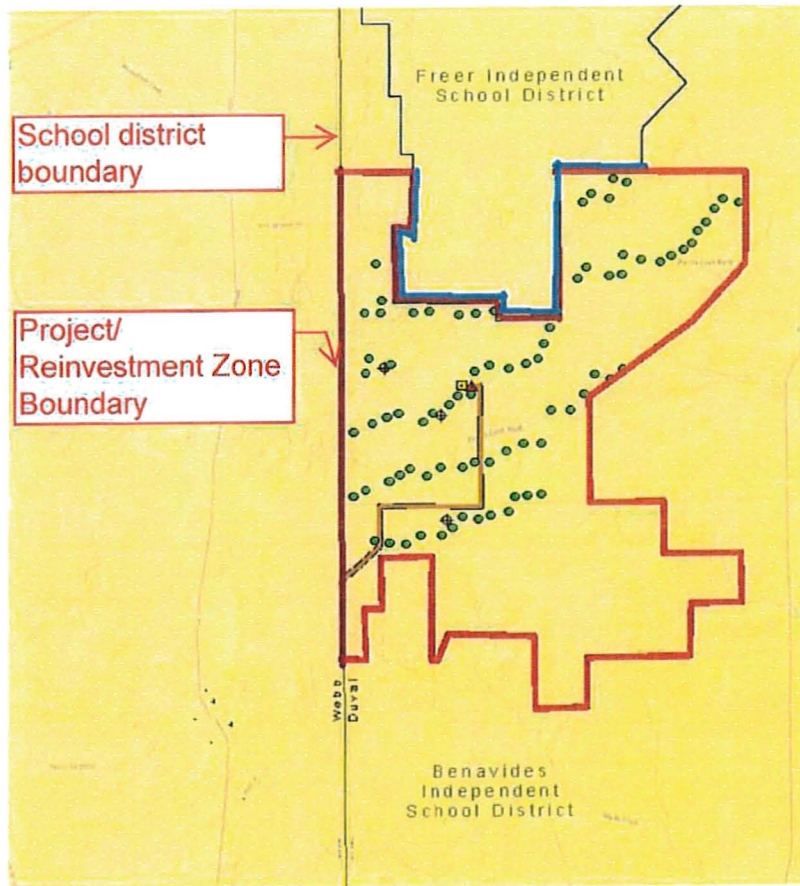 Freer Independent
School District
School district
boundary
Project/
Reinvestment Zone
Boundary
Webb
Duval
Benavides
Independent
School District